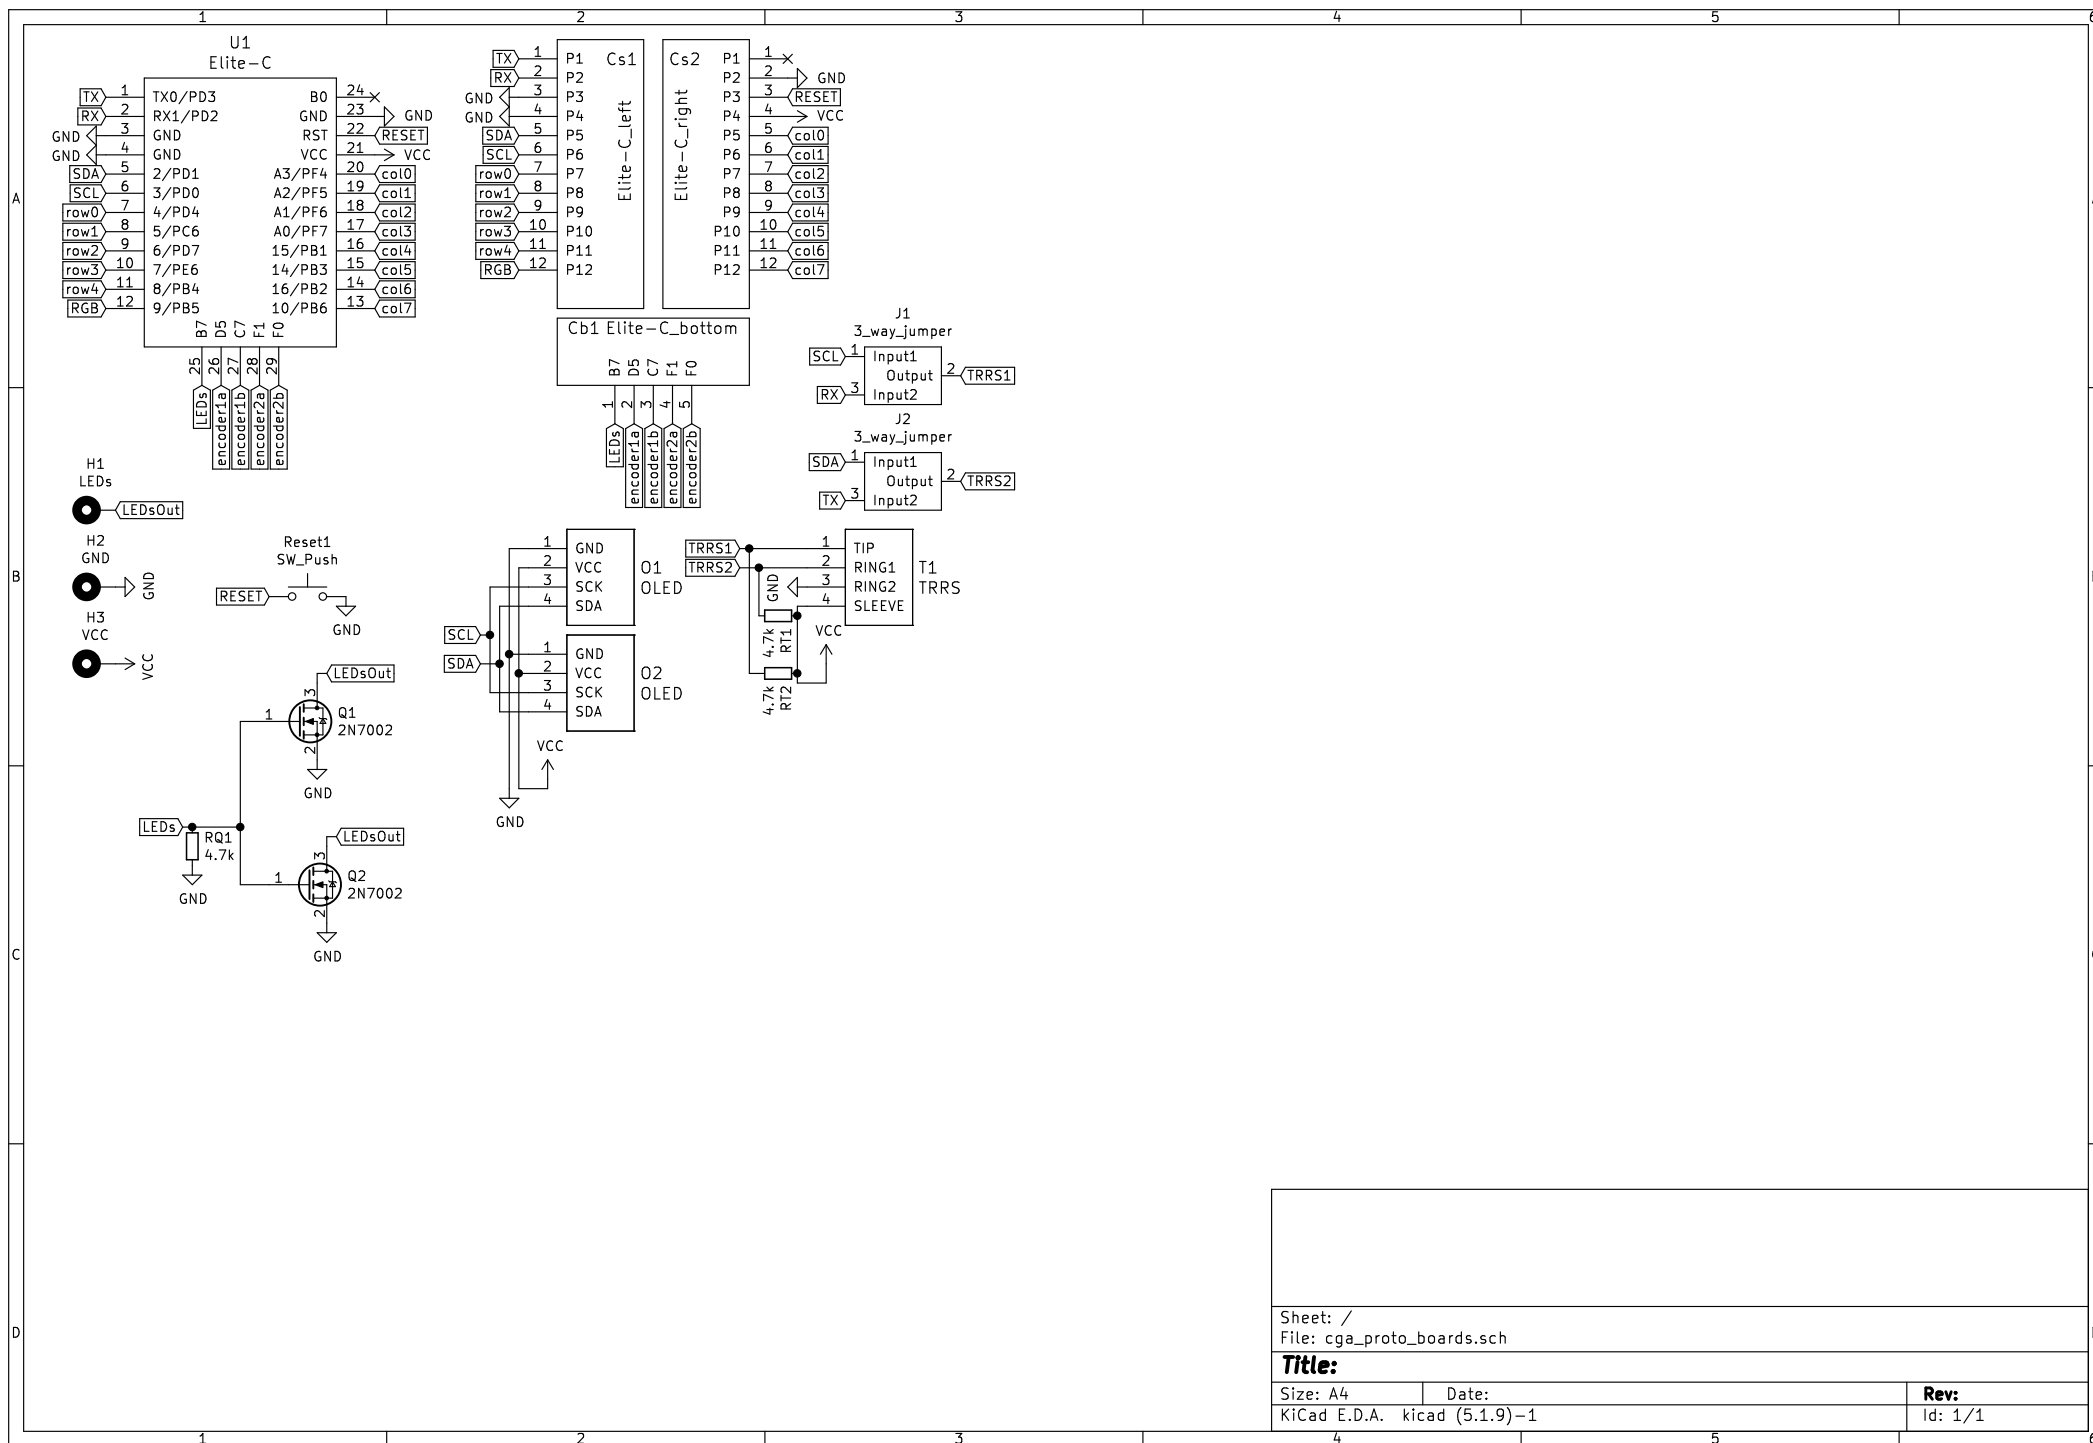 1 2 3 4 5 6
U1
Elite-C
TX 1 TX0/PD3 B0 24
RX 2 RX1/PD2 GND 23 GND
GND 3 GND RST 22 RESET
GND 4 GND VCC 21 VCC
SDA 5 2/PD1 A3/PF4 20 col0
SCL 6 3/PD0 A2/PF5 19 col1
row0 7 4/PD4 A1/PF6 18 col2
row1 8 5/PC6 A0/PF7 17 col3
row2 9 6/PD7 15/PB1 16 col4
row3 10 7/PE6 14/PB3 15 col5
row4 11 8/PB4 16/PB2 14 col6
RGB 12 9/PB5 10/PB6 13 col7
B7 D5 C7 F1 F0
25 26 27 28 29
LEDs encoder1a encoder1b encoder2a encoder2b
Cs1
Elite-C_left
TX 1 P1
RX 2 P2
GND 3 P3
GND 4 P4
SDA 5 P5
SCL 6 P6
row0 7 P7
row1 8 P8
row2 9 P9
row3 10 P10
row4 11 P11
RGB 12 P12
Cs2
Elite-C_right
P1 1
P2 2 GND
P3 3 RESET
P4 4 VCC
P5 5 col0
P6 6 col1
P7 7 col2
P8 8 col3
P9 9 col4
P10 10 col5
P11 11 col6
P12 12 col7
Cb1 Elite-C_bottom
B7 D5 C7 F1 F0
1 2 3 4 5
LEDs encoder1a encoder1b encoder2a encoder2b
J1
3_way_jumper
SCL 1 Input1
Output 2 TRRS1
RX 3 Input2
J2
3_way_jumper
SDA 1 Input1
Output 2 TRRS2
TX 3 Input2
A
H1
LEDs
LEDsOut
H2
GND
GND
H3
VCC
VCC
B
Reset1
SW_Push
RESET
GND
1 GND
2 VCC
3 SCK
4 SDA
O1
OLED
SCL
SDA
1 GND
2 VCC
3 SCK
4 SDA
O2
OLED
VCC
GND
TRRS1 1 TIP
TRRS2 2 RING1
GND 3 RING2
4 SLEEVE
T1
TRRS
4.7k RT1
VCC
4.7k RT2
LEDsOut
3
1
Q1
2N7002
2
GND
LEDs
RQ1
4.7k
GND
LEDsOut
3
1
Q2
2N7002
2
GND
C
D
Sheet: /
File: cga_proto_boards.sch
Title:
Size: A4 Date: Rev:
KiCad E.D.A. kicad (5.1.9)-1 Id: 1/1
1 2 3 4 5 6